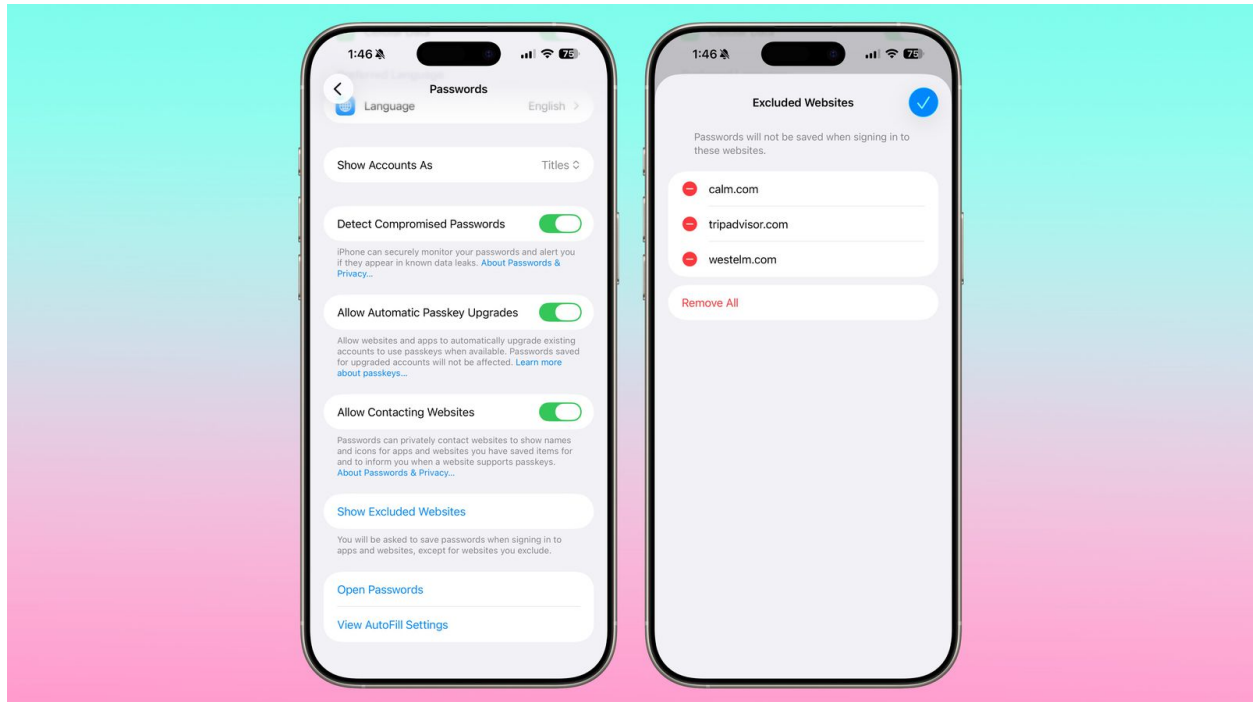 1:46
75
Passwords
Language
English
Show Accounts As
Titles
Detect Compromised Passwords
iPhone can securely monitor your passwords and alert you
if they appear in known data leaks. About Passwords &
Privacy...
Allow Automatic Passkey Upgrades
Allow websites and apps to automatically upgrade existing
accounts to use passkeys when available. Passwords saved
for upgraded accounts will not be affected. Learn more
about passkeys...
Allow Contacting Websites
Passwords can privately contact websites to show names
and icons for apps and websites you have saved items for
and to inform you when a website supports passkeys.
About Passwords & Privacy...
Show Excluded Websites
You will be asked to save passwords when signing in to
apps and websites, except for websites you exclude.
Open Passwords
View AutoFill Settings
1:46
75
Excluded Websites
Passwords will not be saved when signing in to
these websites.
calm.com
tripadvisor.com
westelm.com
Remove All